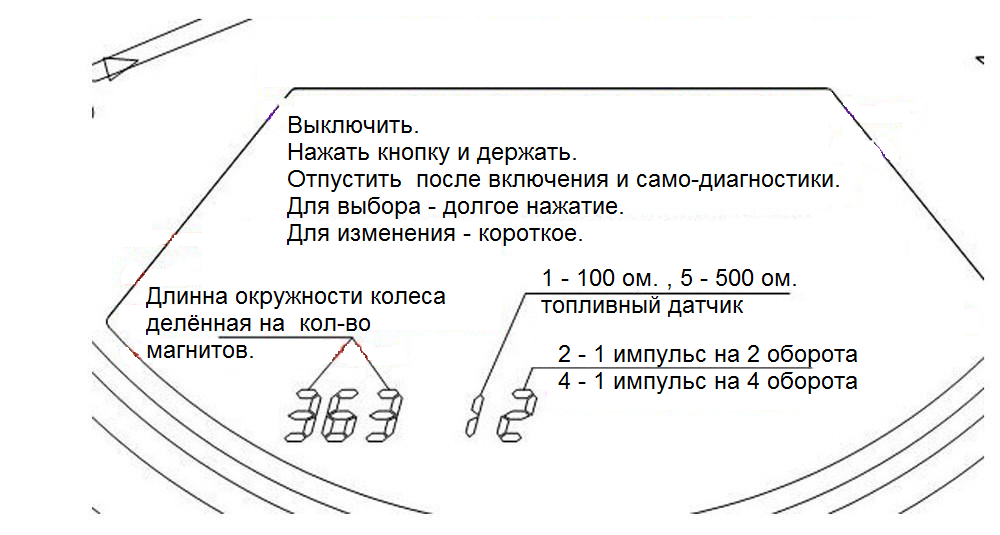 Выключить.
Нажать кнопку и держать.
Отпустить после включения и само-диагностики.
Для выбора - долгое нажатие.
Для изменения - короткое.
1 - 100 ом. , 5 - 500 ом.
топливный датчик
Длинна окружности колеса
делённая на кол-во
магнитов.
2 - 1 импульс на 2 оборота
4 - 1 импульс на 4 оборота
363 12